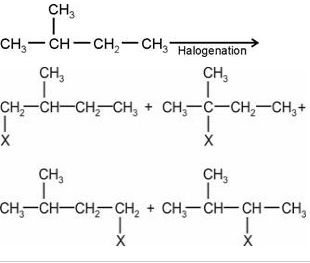 CH₃
CH₃—CH—CH₂—CH₃ Halogenation
CH₃ CH₃
CH₂—CH—CH₂—CH₃ + CH₃—C—CH₂—CH₃+
X X
CH₃ CH₃
CH₃—CH—CH₂—CH₂ + CH₃—CH—CH—CH₃
X X